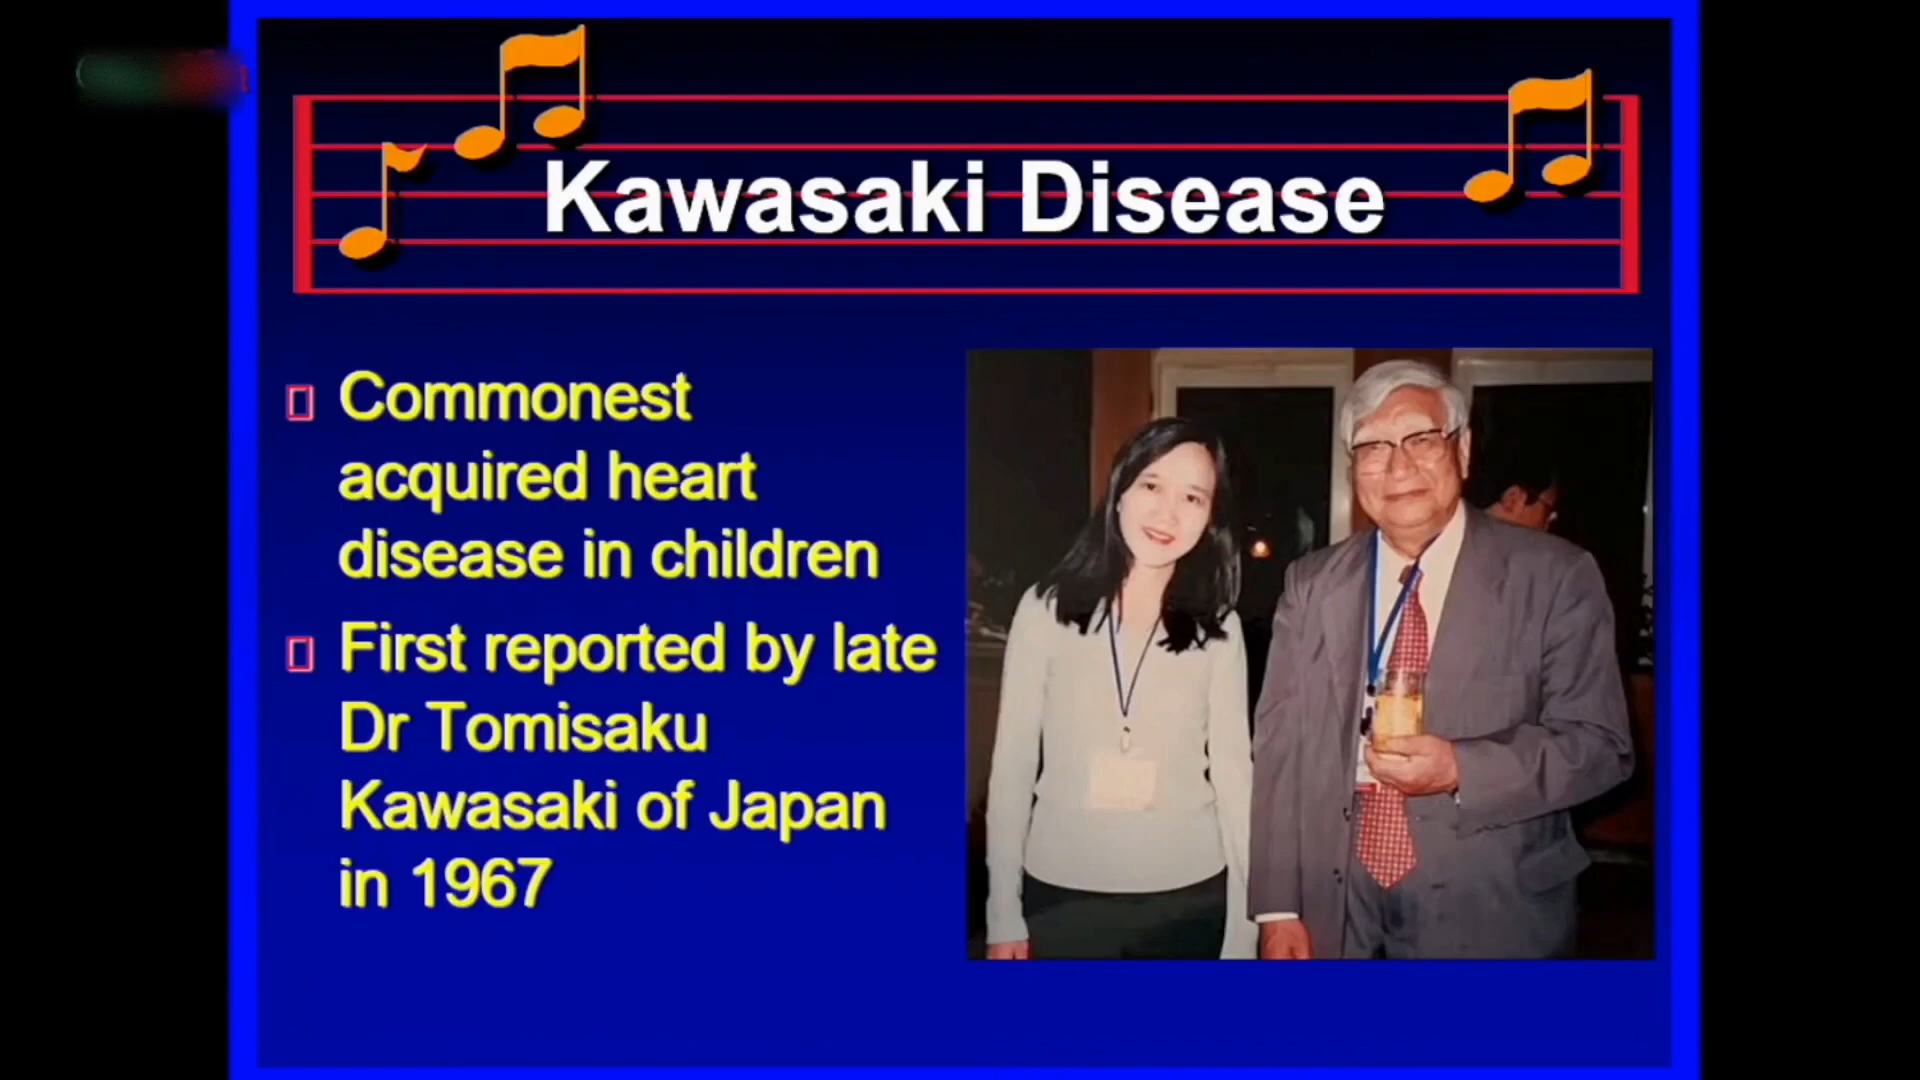 Kawasaki Disease
Commonest
acquired heart
disease in children
First reported by late
Dr Tomisaku
Kawasaki of Japan
in 1967